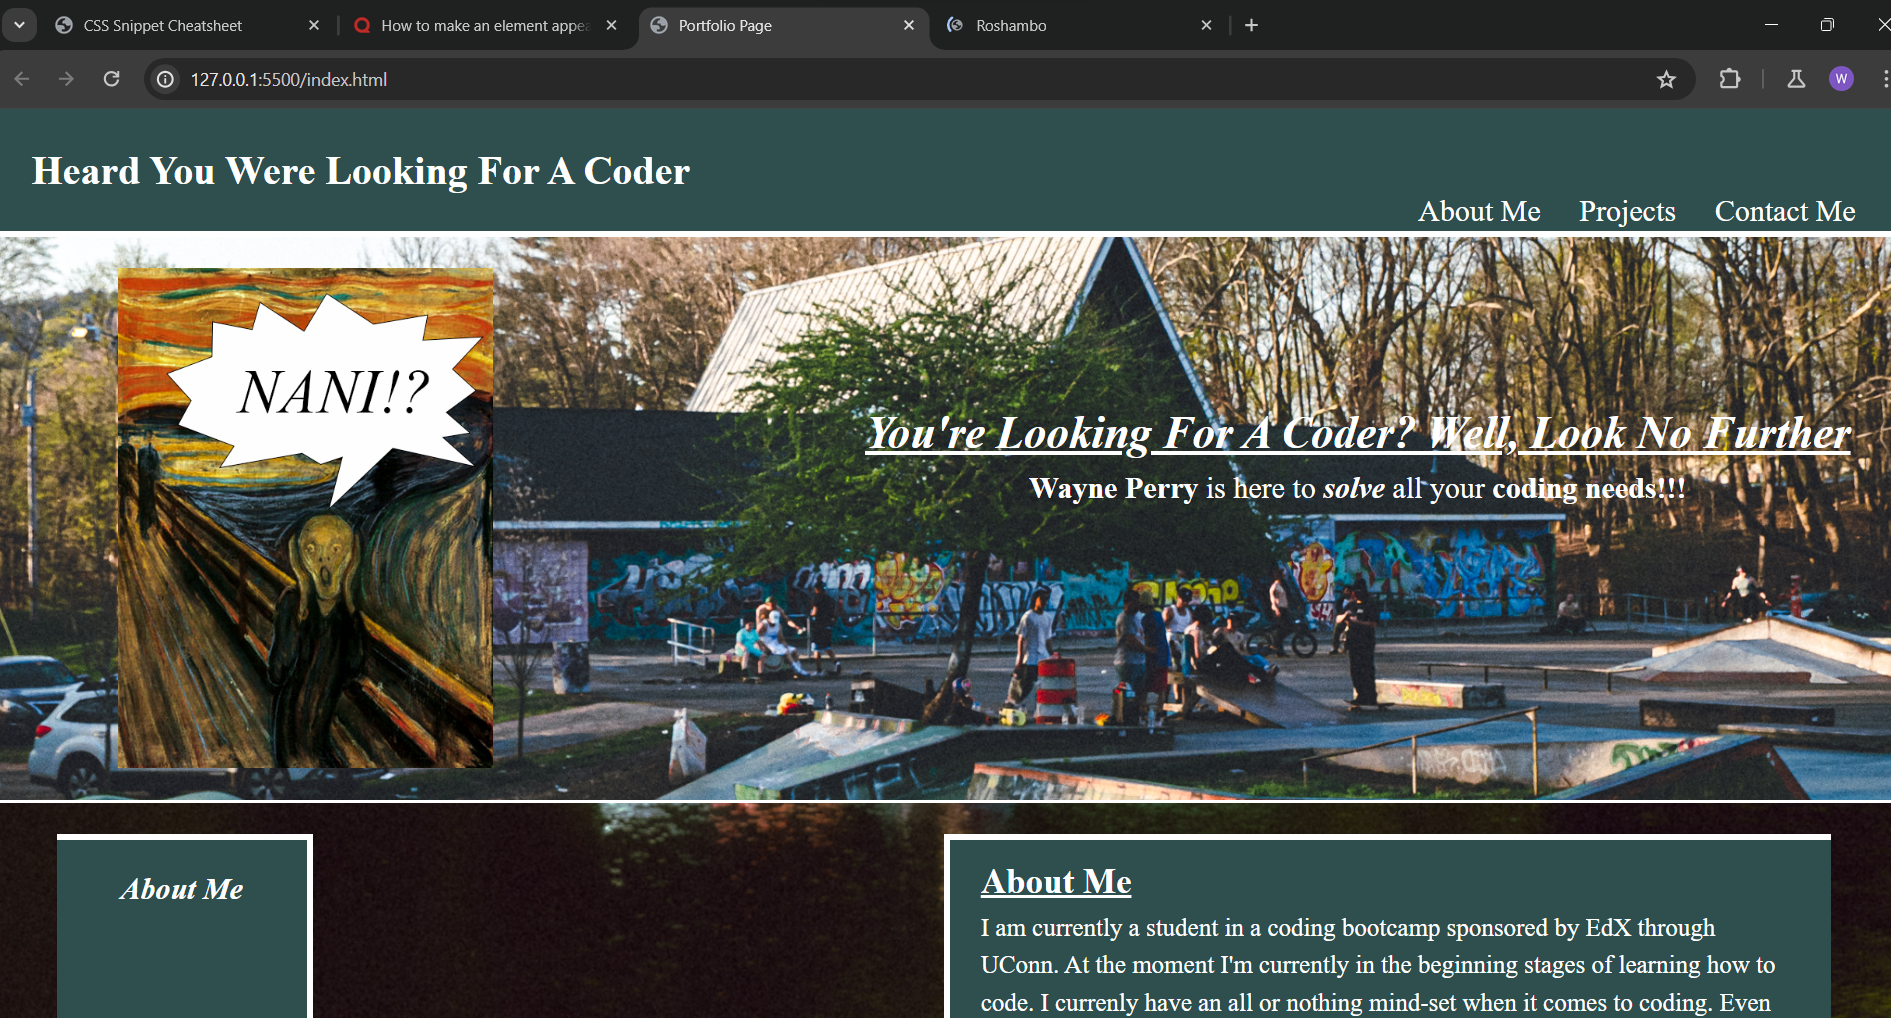 CSS Snippet Cheatsheet
How to make an element appea
Portfolio Page
Roshambo
127.0.0.1:5500/index.html
W
Heard You Were Looking For A Coder
About Me Projects Contact Me
NANI!?
You're Looking For A Coder? Well, Look No Further
Wayne Perry is here to solve all your coding needs!!!
About Me
About Me
I am currently a student in a coding bootcamp sponsored by EdX through
UConn. At the moment I'm currently in the beginning stages of learning how to
code. I currenly have an all or nothing mind-set when it comes to coding. Even